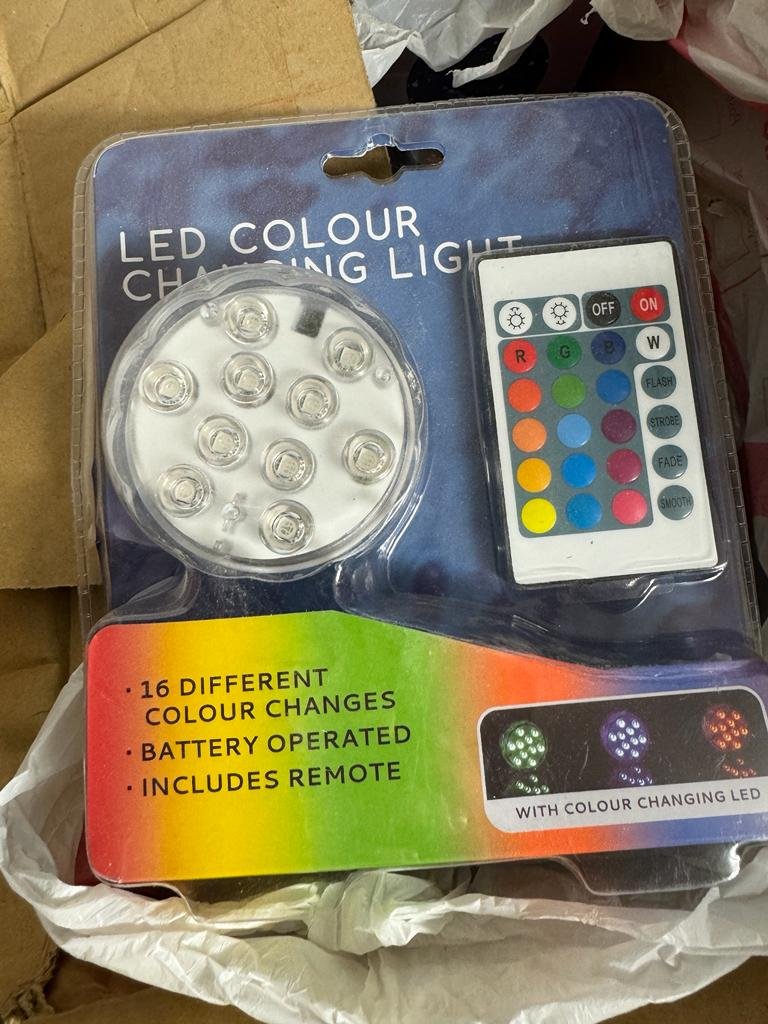 LED COLOUR
CHANGING LIGHT
OFF ON
R G B W
FLASH
STROBE
FADE
SMOOTH
· 16 DIFFERENT
COLOUR CHANGES
· BATTERY OPERATED
· INCLUDES REMOTE
WITH COLOUR CHANGING LED